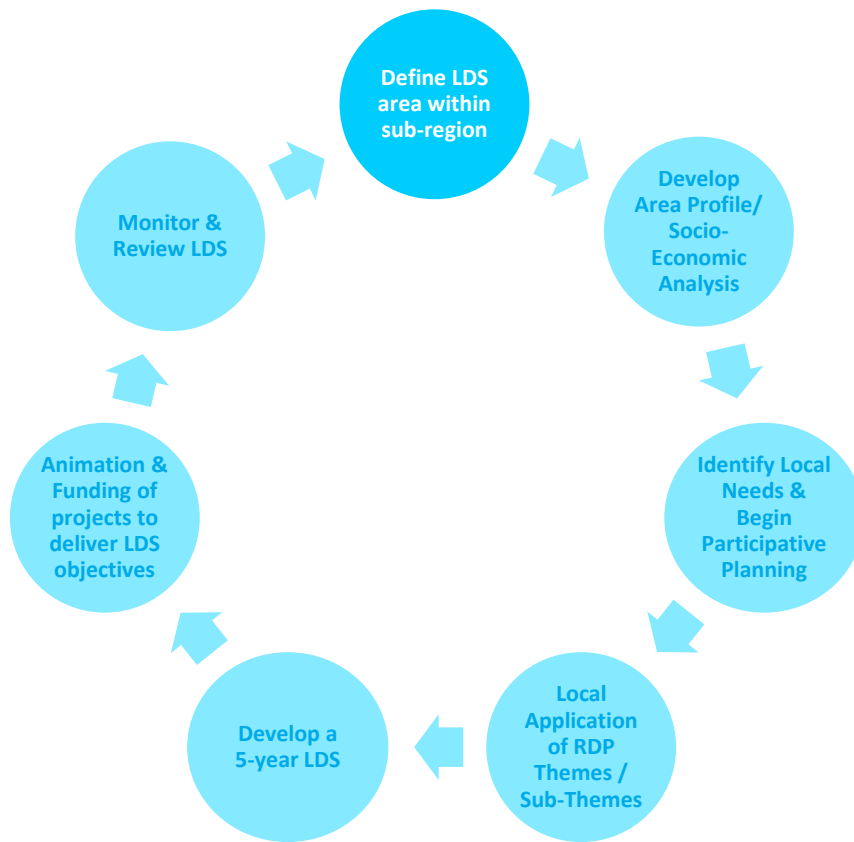 Define LDS
area within
sub-region
Develop
Area Profile/
Socio-
Economic
Analysis
Identify Local
Needs &
Begin
Participative
Planning
Local
Application
of RDP
Themes /
Sub-Themes
Develop a
5-year LDS
Animation &
Funding of
projects to
deliver LDS
objectives
Monitor &
Review LDS